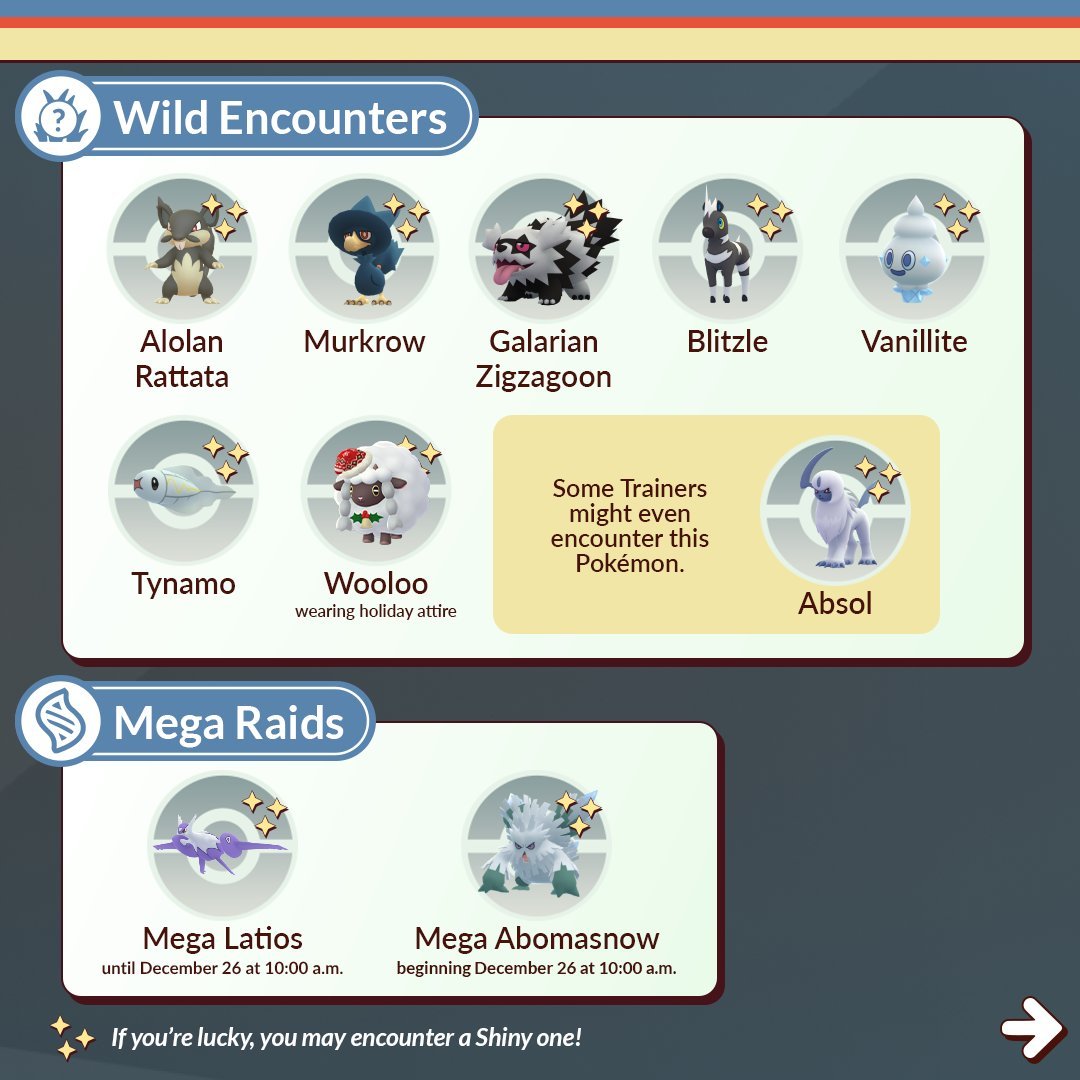 Wild Encounters
Alolan
Rattata
Murkrow
Galarian
Zigzagoon
Blitzle
Vanillite
Tynamo
Wooloo
wearing holiday attire
Some Trainers
might even
encounter this
Pokémon.
Absol
Mega Raids
Mega Latios
until December 26 at 10:00 a.m.
Mega Abomasnow
beginning December 26 at 10:00 a.m.
If you're lucky, you may encounter a Shiny one!